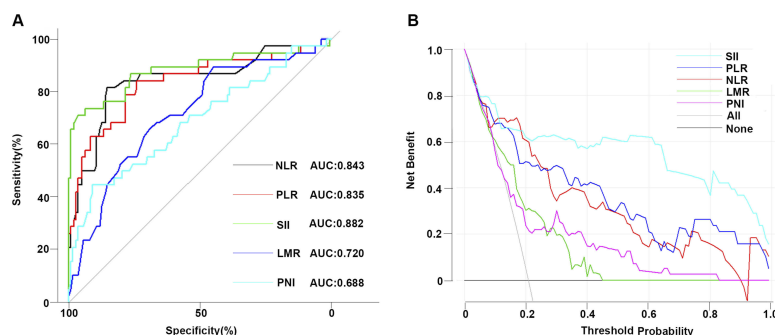 A
Sensitivity(%)
100
80
60
40
20
0
100
50
0
Specificity(%)
NLR AUC:0.843
PLR AUC:0.835
SII AUC:0.882
LMR AUC:0.720
PNI AUC:0.688
B
Net Benefit
1.0
0.8
0.6
0.4
0.2
0
0
0.2
0.4
0.6
0.8
1.0
Threshold Probability
SII
PLR
NLR
LMR
PNI
All
None